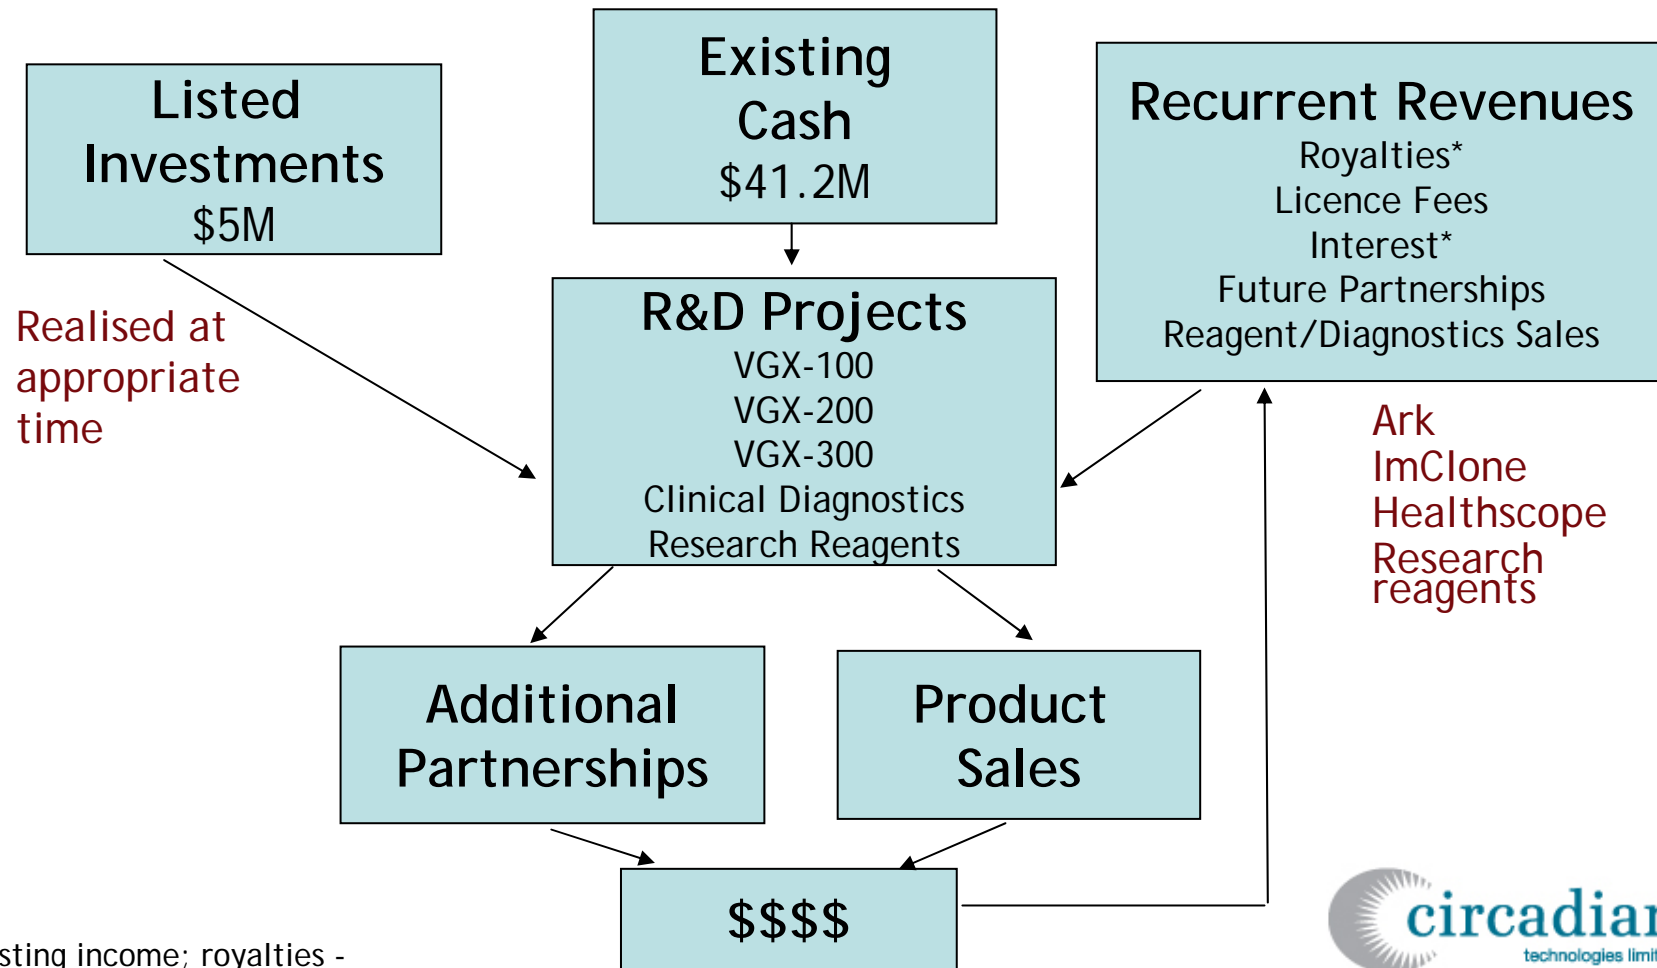 Listed
Investments
$5M
Existing
Cash
$41.2M
Recurrent Revenues
Royalties*
Licence Fees
Interest*
Future Partnerships
Reagent/Diagnostics Sales
Realised at
appropriate
time
R&D Projects
VGX-100
VGX-200
VGX-300
Clinical Diagnostics
Research Reagents
Ark
ImClone
Healthscope
Research
reagents
Additional
Partnerships
Product
Sales
$$$$
income; royalties -
circadian
technologies